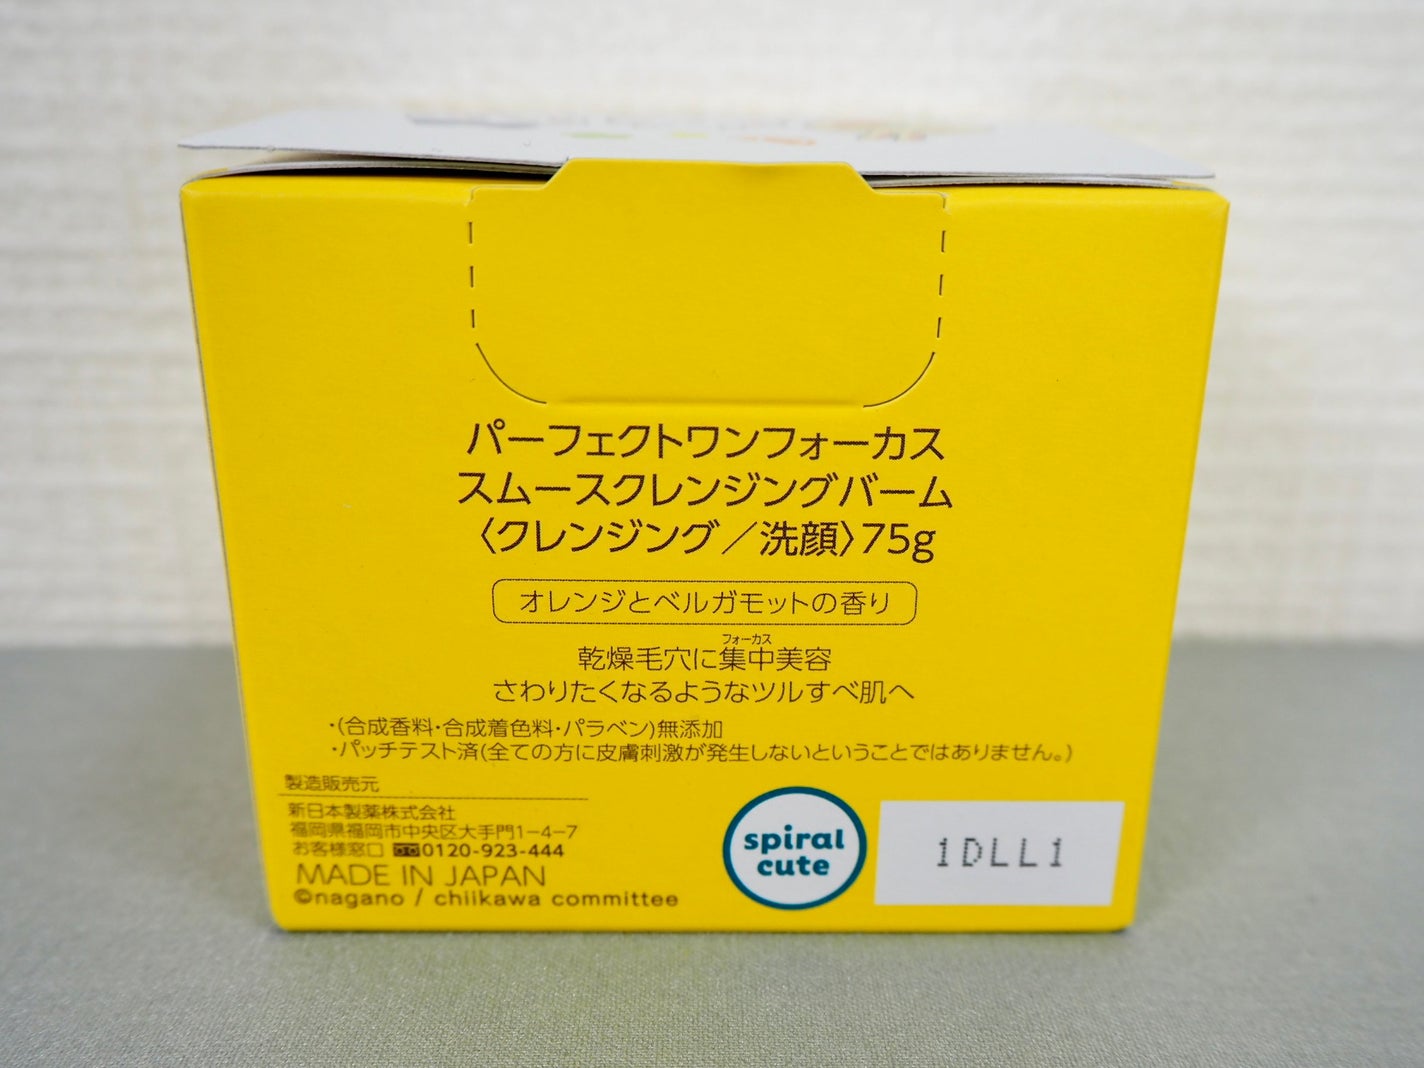 パーフェクトワンフォーカス
スムースクレンジングバーム
〈クレンジング／洗顔〉75g
オレンジとベルガモットの香り
フォーカス
乾燥毛穴に集中美容
さわりたくなるようなツルすべ肌へ
・(合成香料・合成着色料・パラベン)無添加
・パッチテスト済(全ての方に皮膚刺激が発生しないということではありません。)
製造販売元
新日本製薬株式会社
福岡県福岡市中央区大手門1-4-7
お客様窓口 0120-923-444
MADE IN JAPAN
©nagano / chiikawa committee
spiral
cute
1DLL1